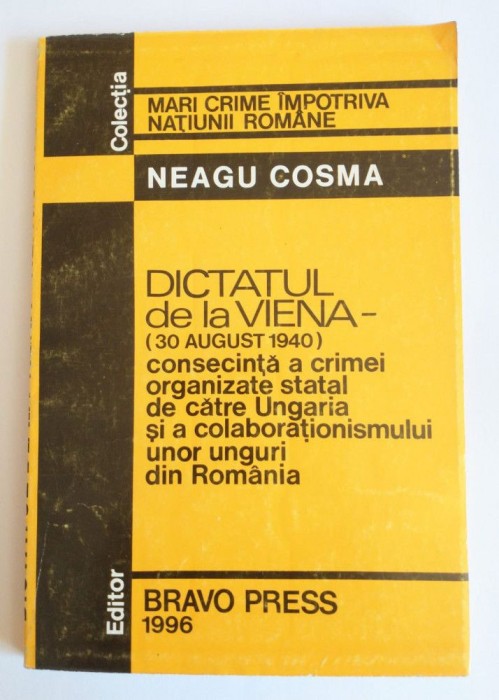 Colecția
MARI CRIME ÎMPOTRIVA
NAȚIUNII ROMÂNE
NEAGU COSMA
DICTATUL
de la VIENA –
(30 AUGUST 1940)
consecință a crimei
organizate statal
de către Ungaria
și a colaboraționismului
unor unguri
din România
Editor
BRAVO PRESS
1996